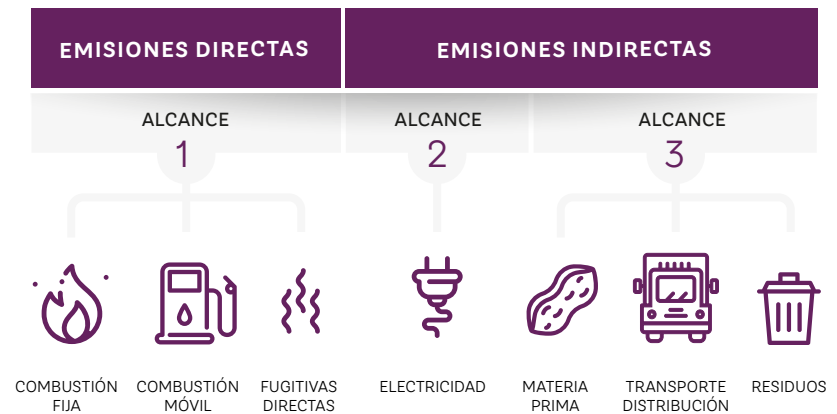 EMISIONES DIRECTAS
EMISIONES INDIRECTAS
ALCANCE
1
ALCANCE
2
ALCANCE
3
COMBUSTIÓN
FIJA
COMBUSTIÓN
MÓVIL
FUGITIVAS
DIRECTAS
ELECTRICIDAD
MATERIA
PRIMA
TRANSPORTE
DISTRIBUCIÓN
RESIDUOS